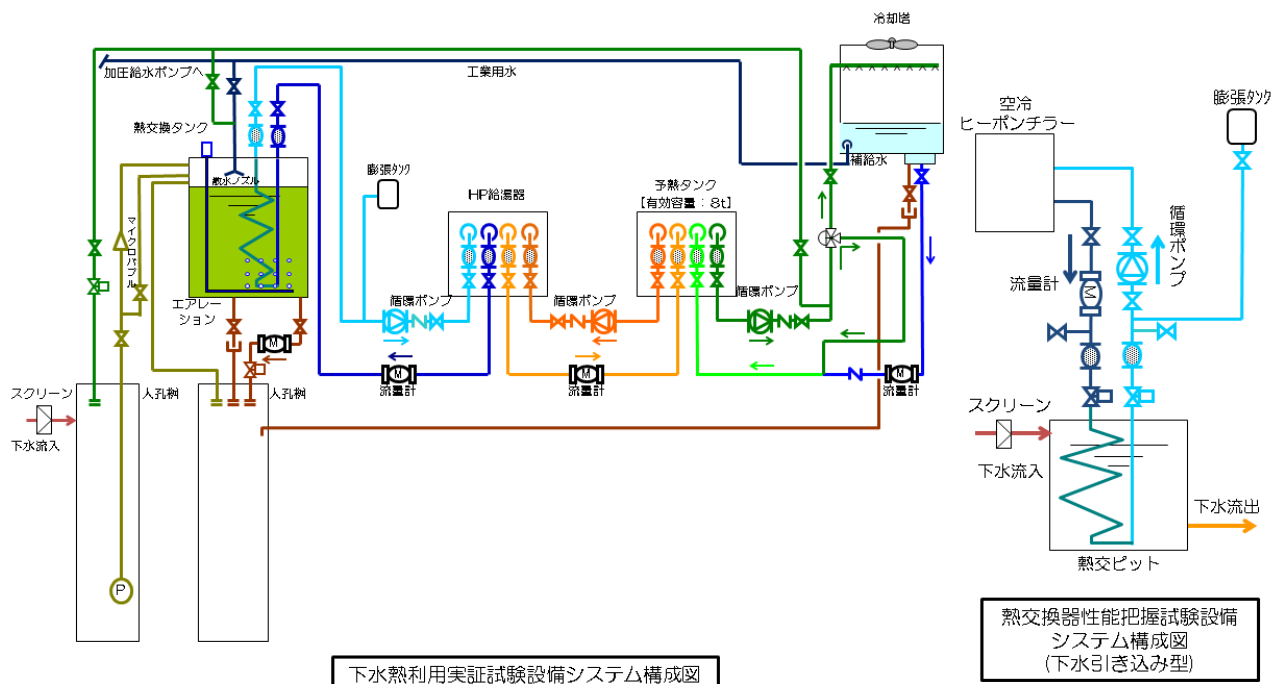 冷却塔
加圧給水ポンプへ
工業用水
熱交換タンク
散水ノズル
膨張タンク
HP給湯器
予熱タンク
【有効容量：8t】
補給水
マイクロバブル
エアレー
ション
循環ポンプ
循環ポンプ
循環ポンプ
M
M
M
M
流量計
流量計
流量計
スクリーン
人孔桝
人孔桝
下水流入
P
下水熱利用実証試験設備システム構成図
空冷
ヒーポンチラー
膨張タンク
循環ポンプ
流量計
M
スクリーン
下水流入
下水流出
熱交ピット
熱交換器性能把握試験設備
システム構成図
(下水引き込み型)